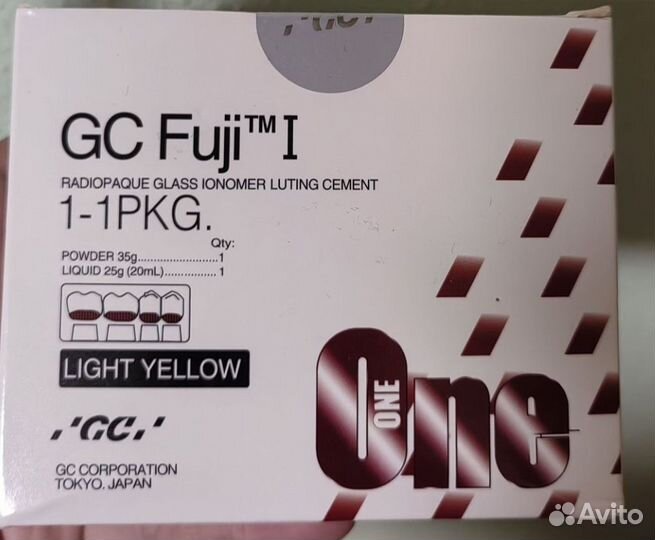 GC
GC Fuji™ I
RADIOPAQUE GLASS IONOMER LUTING CEMENT
1-1PKG.
Qty:
POWDER 35g........................1
LIQUID 25g (20mL)................1
LIGHT YELLOW
One
ONE
GC
GC CORPORATION
TOKYO. JAPAN
Avito